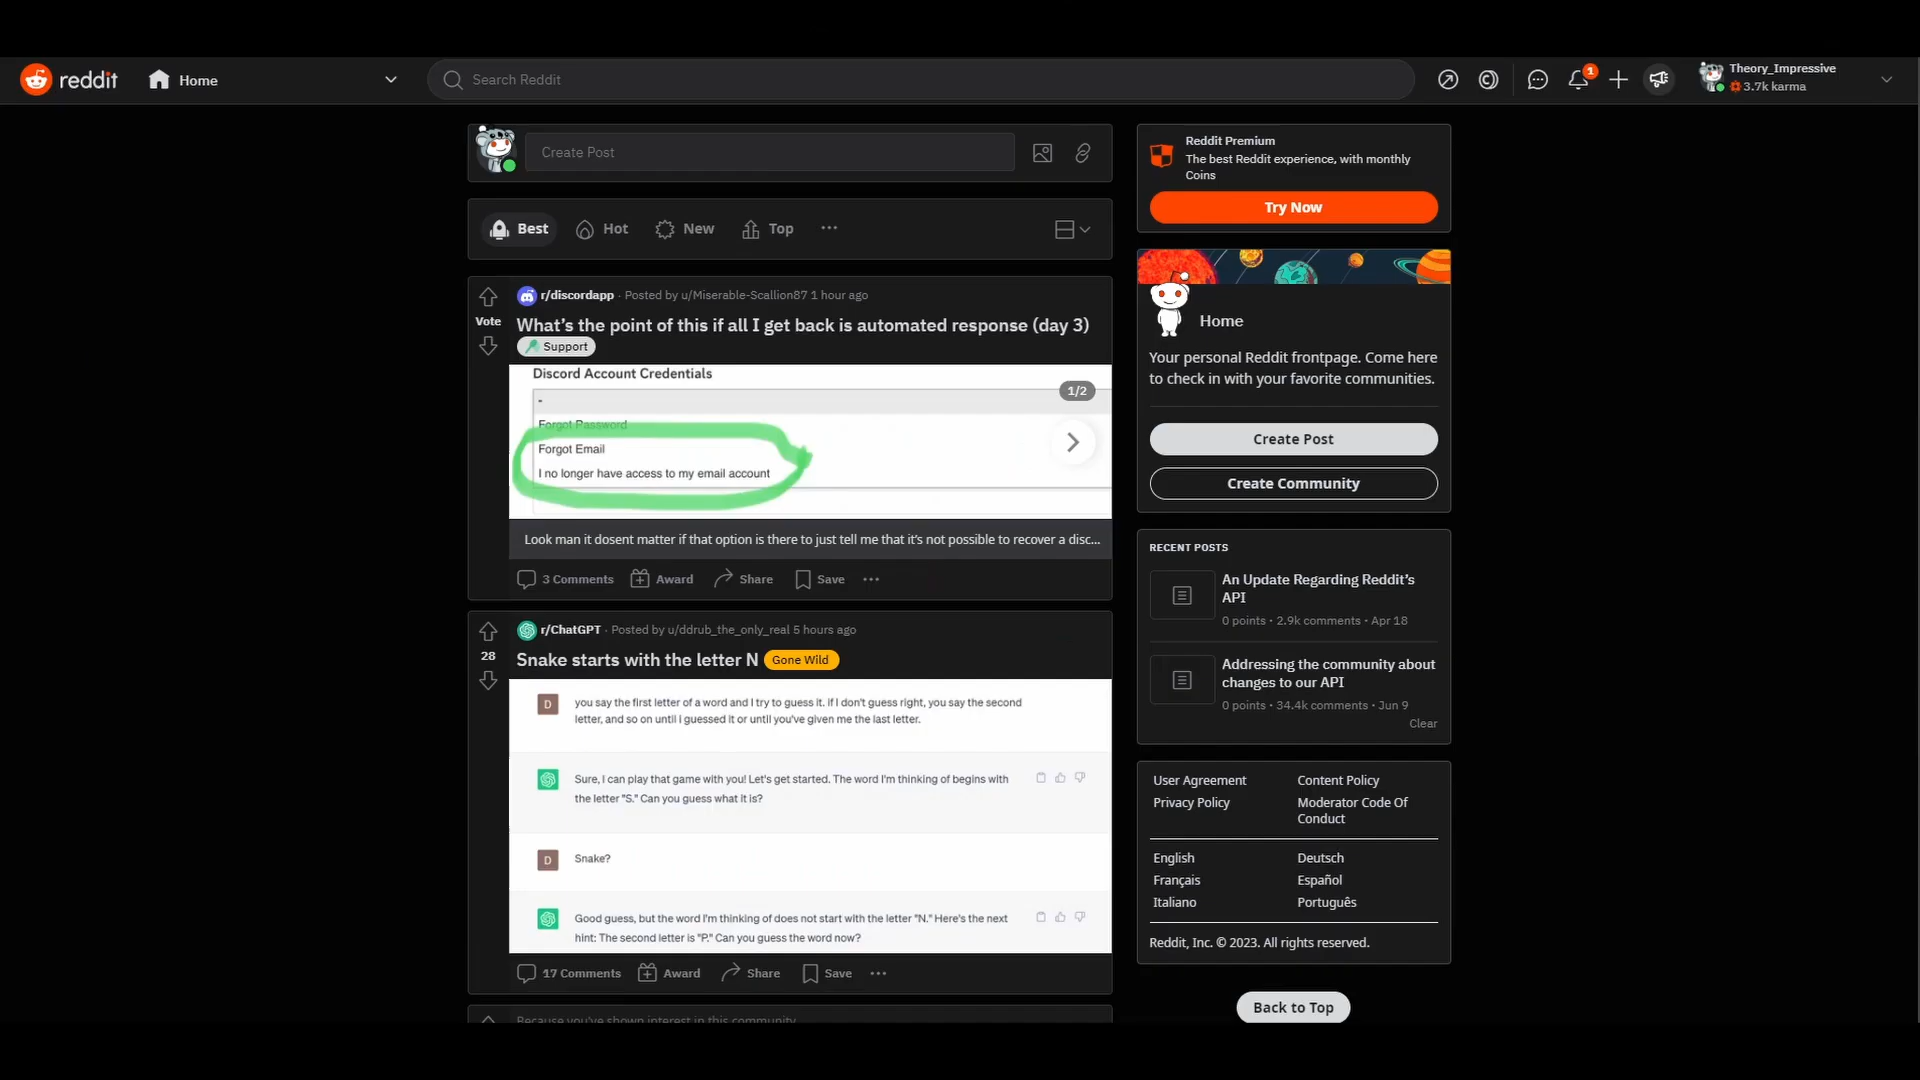 reddit
Home
Search Reddit
1
Theory_Impressive
3.7k karma
Create Post
Best
Hot
New
Top
r/discordapp · Posted by u/Miserable-Scallion87 1 hour ago
Vote
What's the point of this if all I get back is automated response (day 3)
Support
Discord Account Credentials
1/2
-
Forgot Password
Forgot Email
I no longer have access to my email account
Look man it dosent matter if that option is there to just tell me that it's not possible to recover a disc...
3 Comments
Award
Share
Save
r/ChatGPT · Posted by u/ddrub_the_only_real 5 hours ago
28
Snake starts with the letter N
Gone Wild
D
you say the first letter of a word and I try to guess it. if I don't guess right, you say the second
letter, and so on until i guessed it or until you've given me the last letter.
Sure, I can play that game with you! Let's get started. The word I'm thinking of begins with
the letter "S." Can you guess what it is?
D
Snake?
Good guess, but the word I'm thinking of does not start with the letter "N." Here's the next
hint: The second letter is "P." Can you guess the word now?
17 Comments
Award
Share
Save
Because you've shown interest in this community
Reddit Premium
The best Reddit experience, with monthly
Coins
Try Now
Home
Your personal Reddit frontpage. Come here
to check in with your favorite communities.
Create Post
Create Community
RECENT POSTS
An Update Regarding Reddit's
API
0 points • 2.9k comments • Apr 18
Addressing the community about
changes to our API
0 points • 34.4k comments • Jun 9
Clear
User Agreement
Privacy Policy
Content Policy
Moderator Code Of
Conduct
English
Français
Italiano
Deutsch
Español
Português
Reddit, Inc. © 2023. All rights reserved.
Back to Top